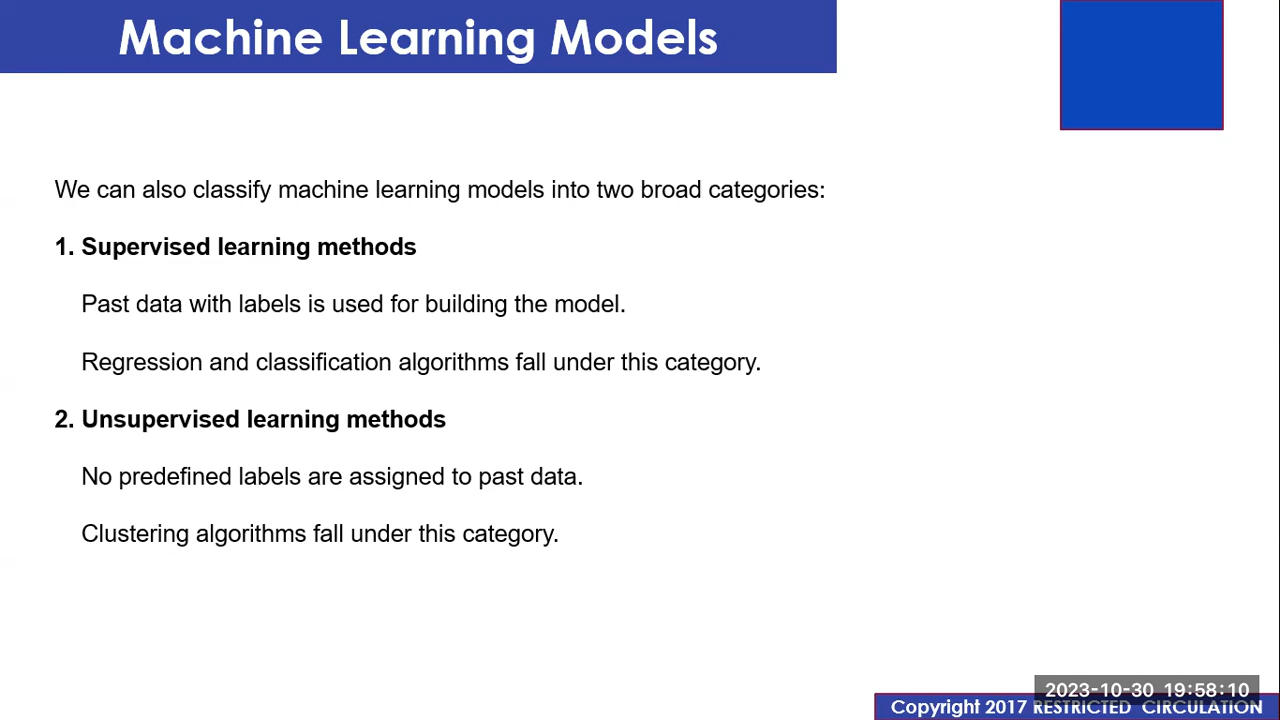 Machine Learning Models
We can also classify machine learning models into two broad categories:
1. Supervised learning methods
Past data with labels is used for building the model.
Regression and classification algorithms fall under this category.
2. Unsupervised learning methods
No predefined labels are assigned to past data.
Clustering algorithms fall under this category.
2023-10-30 19:58:10
Copyright 2017 RESTRICTED CIRCULATION